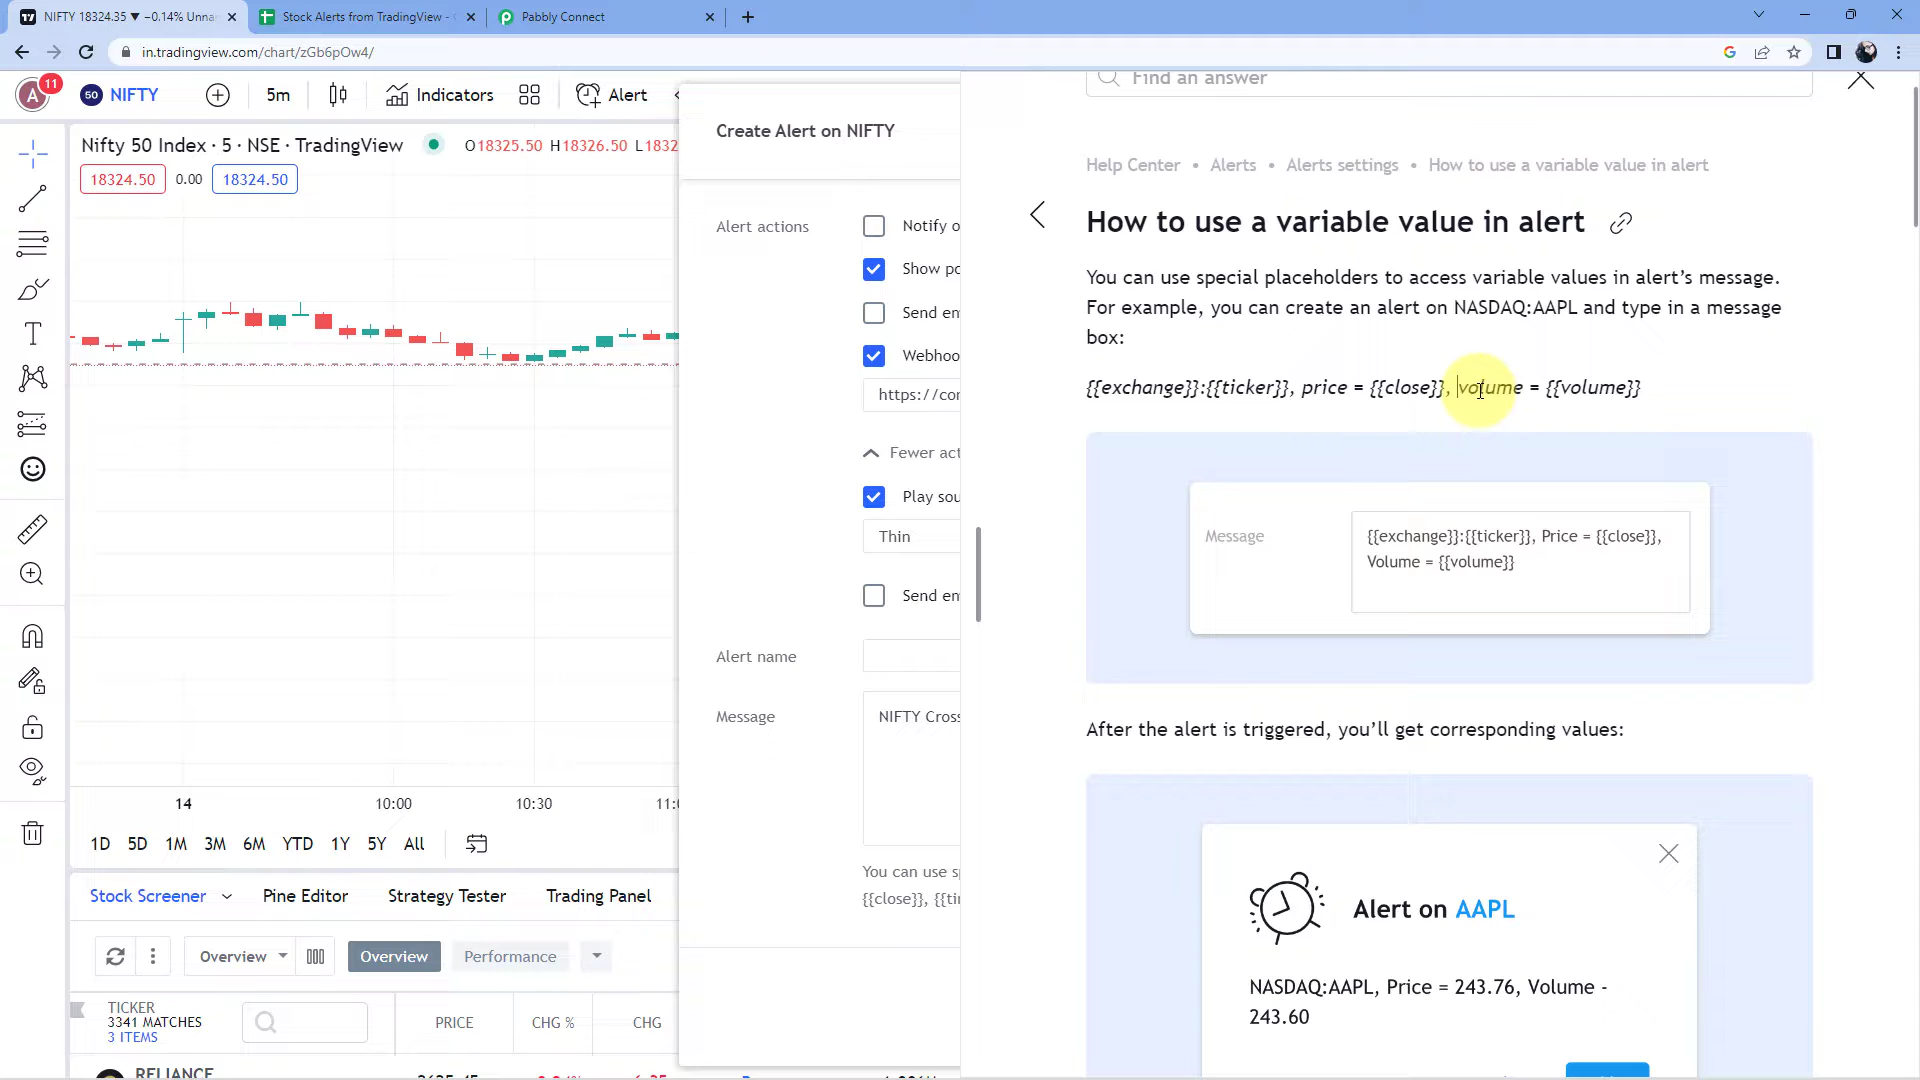 NIFTY 18324.35 ▼ −0.14% Unna
Stock Alerts from TradingView -
Pabbly Connect
in.tradingview.com/chart/zGb6pOw4/
A
11
50
NIFTY
5m
Indicators
Alert
Nifty 50 Index · 5 · NSE · TradingView
O18325.50 H18326.50 L1832
18324.50
0.00
18324.50
14
10:00
10:30
11:0
1D
5D
1M
3M
6M
YTD
1Y
5Y
All
Stock Screener
Pine Editor
Strategy Tester
Trading Panel
Overview
Overview
Performance
TICKER
3341 MATCHES
3 ITEMS
PRICE
CHG %
CHG
RELIANCE
Create Alert on NIFTY
Alert actions
Notify o
Show po
Send em
Webhoo
https://cor
Fewer act
Play sou
Thin
Send em
Alert name
Message
NIFTY Cross
You can use s
{{close}}, {{tic
Find an answer
Help Center • Alerts • Alerts settings • How to use a variable value in alert
How to use a variable value in alert
You can use special placeholders to access variable values in alert’s message.
For example, you can create an alert on NASDAQ:AAPL and type in a message
box:
{{exchange}}:{{ticker}}, price = {{close}}, volume = {{volume}}
Message
{{exchange}}:{{ticker}}, Price = {{close}},
Volume = {{volume}}
After the alert is triggered, you’ll get corresponding values:
Alert on AAPL
NASDAQ:AAPL, Price = 243.76, Volume -
243.60